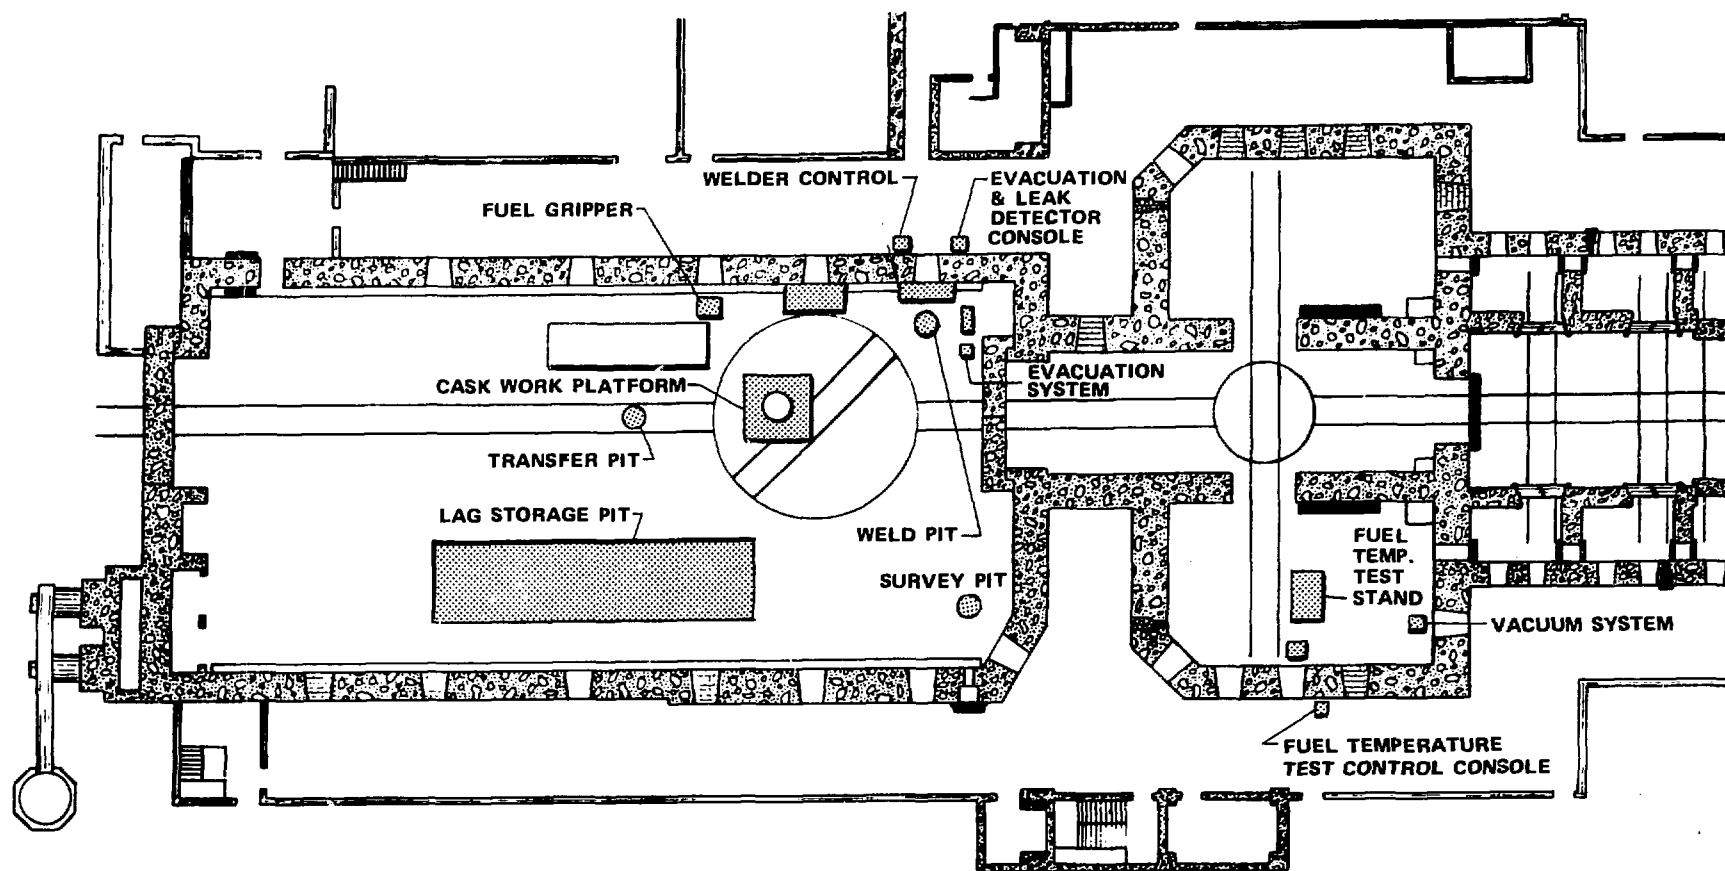 WELDER CONTROL
EVACUATION
& LEAK
DETECTOR
CONSOLE
FUEL GRIPPER
EVACUATION
SYSTEM
CASK WORK PLATFORM
TRANSFER PIT
LAG STORAGE PIT
WELD PIT
FUEL
TEMP.
TEST
STAND
SURVEY PIT
VACUUM SYSTEM
FUEL TEMPERATURE
TEST CONTROL CONSOLE